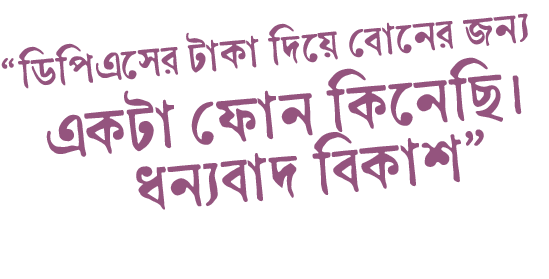 “ডিপিএসের টাকা দিয়ে বোনের জন্য
একটা ফোন কিনেছি।
ধন্যবাদ বিকাশ”